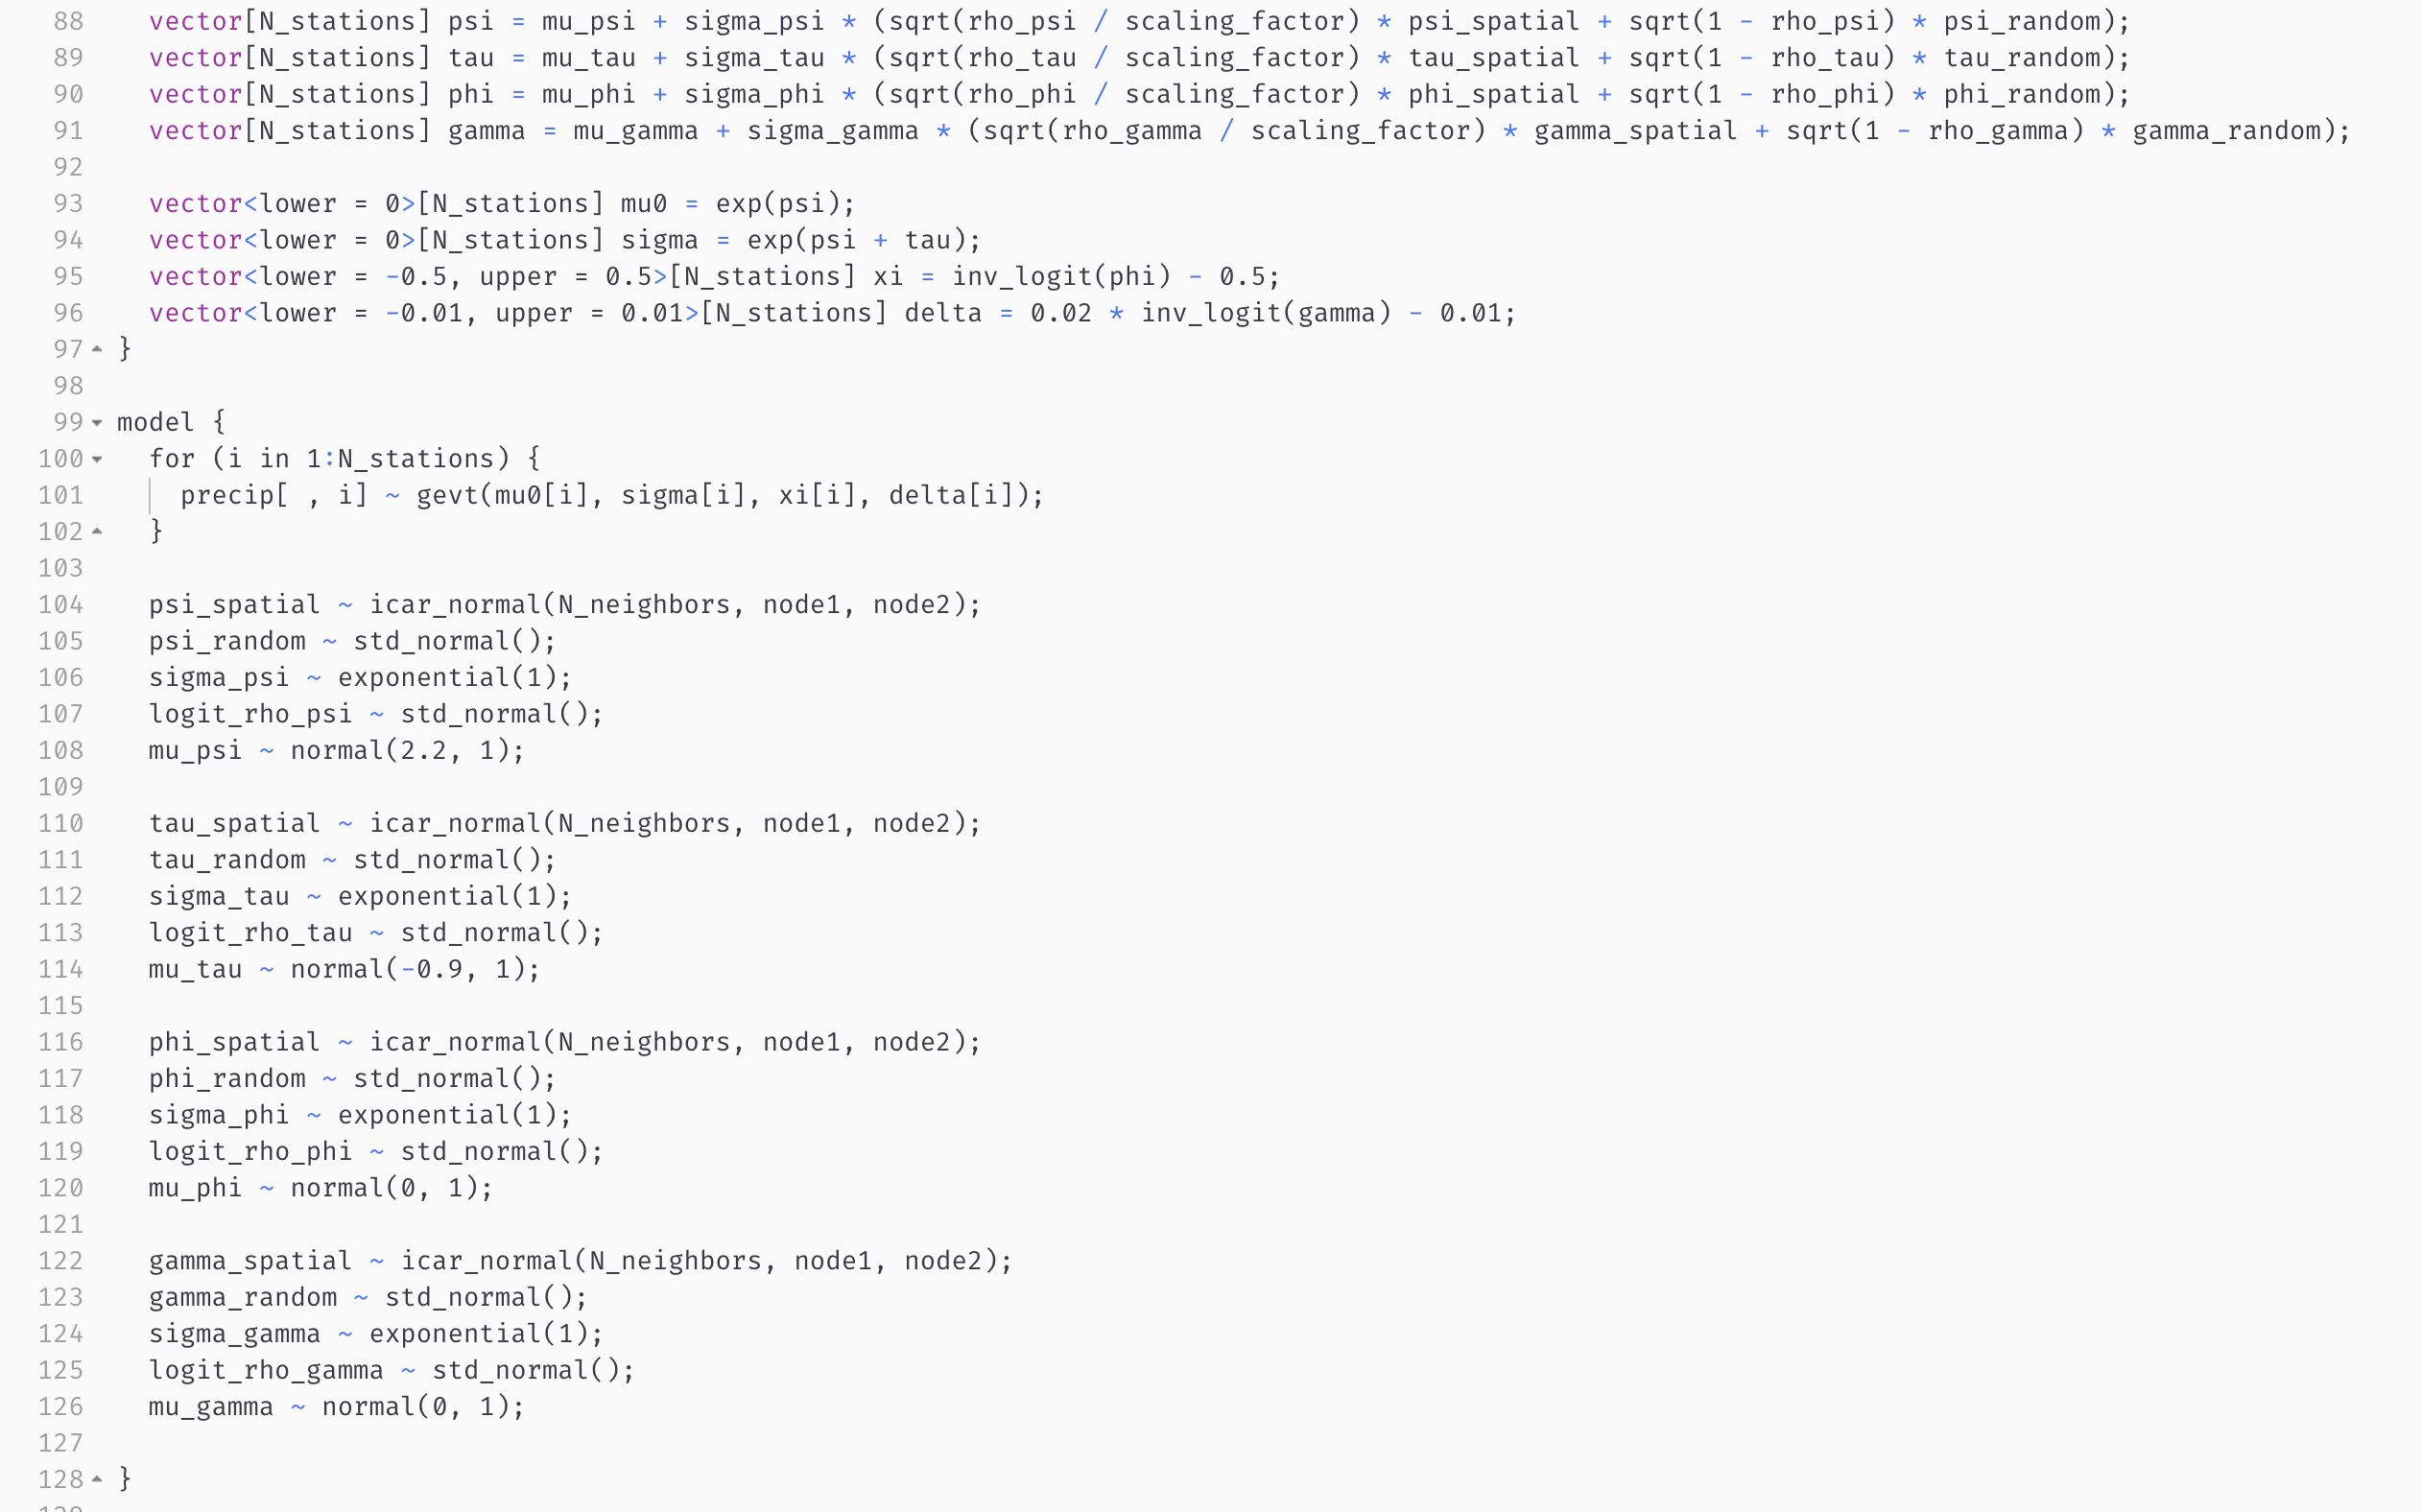 88 vector[N_stations] psi = mu_psi + sigma_psi * (sqrt(rho_psi / scaling_factor) * psi_spatial + sqrt(1 - rho_psi) * psi_random);
89 vector[N_stations] tau = mu_tau + sigma_tau * (sqrt(rho_tau / scaling_factor) * tau_spatial + sqrt(1 - rho_tau) * tau_random);
90 vector[N_stations] phi = mu_phi + sigma_phi * (sqrt(rho_phi / scaling_factor) * phi_spatial + sqrt(1 - rho_phi) * phi_random);
91 vector[N_stations] gamma = mu_gamma + sigma_gamma * (sqrt(rho_gamma / scaling_factor) * gamma_spatial + sqrt(1 - rho_gamma) * gamma_random);
92
93 vector<lower = 0>[N_stations] mu0 = exp(psi);
94 vector<lower = 0>[N_stations] sigma = exp(psi + tau);
95 vector<lower = -0.5, upper = 0.5>[N_stations] xi = inv_logit(phi) - 0.5;
96 vector<lower = -0.01, upper = 0.01>[N_stations] delta = 0.02 * inv_logit(gamma) - 0.01;
97 }
98
99 model {
100 for (i in 1:N_stations) {
101 precip[ , i] ~ gevt(mu0[i], sigma[i], xi[i], delta[i]);
102 }
103
104 psi_spatial ~ icar_normal(N_neighbors, node1, node2);
105 psi_random ~ std_normal();
106 sigma_psi ~ exponential(1);
107 logit_rho_psi ~ std_normal();
108 mu_psi ~ normal(2.2, 1);
109
110 tau_spatial ~ icar_normal(N_neighbors, node1, node2);
111 tau_random ~ std_normal();
112 sigma_tau ~ exponential(1);
113 logit_rho_tau ~ std_normal();
114 mu_tau ~ normal(-0.9, 1);
115
116 phi_spatial ~ icar_normal(N_neighbors, node1, node2);
117 phi_random ~ std_normal();
118 sigma_phi ~ exponential(1);
119 logit_rho_phi ~ std_normal();
120 mu_phi ~ normal(0, 1);
121
122 gamma_spatial ~ icar_normal(N_neighbors, node1, node2);
123 gamma_random ~ std_normal();
124 sigma_gamma ~ exponential(1);
125 logit_rho_gamma ~ std_normal();
126 mu_gamma ~ normal(0, 1);
127
128 }